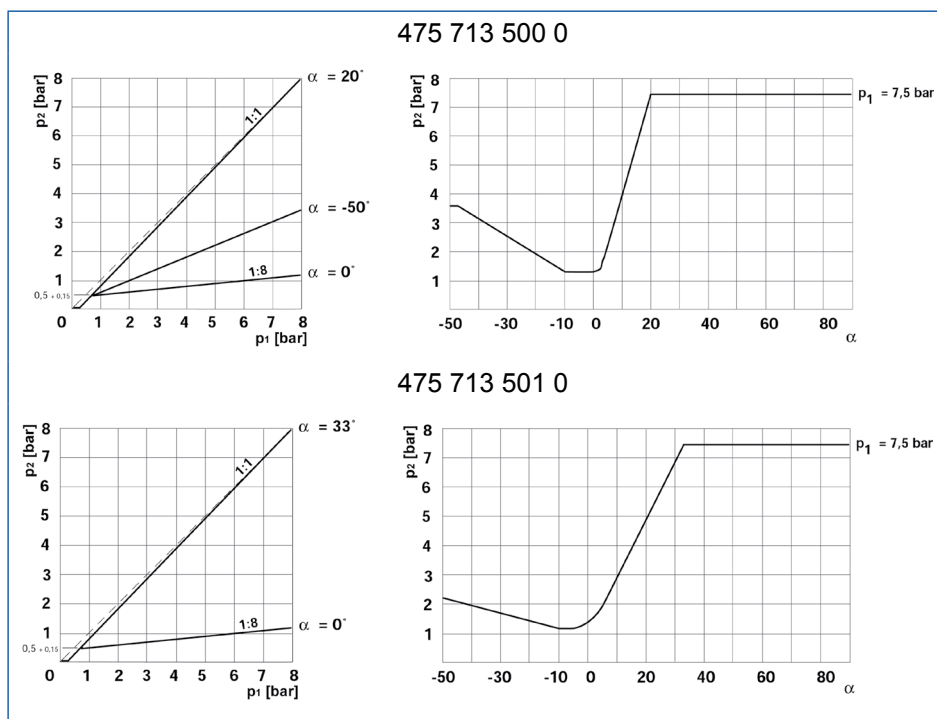 475 713 500 0
p2 [bar]
8
7
6
5
4
3
2
1
0,5 + 0.15
0 1 2 3 4 5 6 7 8
p1 [bar]
1:1
1:8
α = 20°
α = -50°
α = 0°
8
7
6
5
4
3
2
1
p2 [bar]
-50 -30 -10 0 20 40 60 80
α
p1 = 7,5 bar
475 713 501 0
p2 [bar]
8
7
6
5
4
3
2
1
0,5 + 0.15
0 1 2 3 4 5 6 7 8
p1 [bar]
1:1
1:8
α = 33°
α = 0°
8
7
6
5
4
3
2
1
p2 [bar]
-50 -30 -10 0 20 40 60 80
α
p1 = 7,5 bar